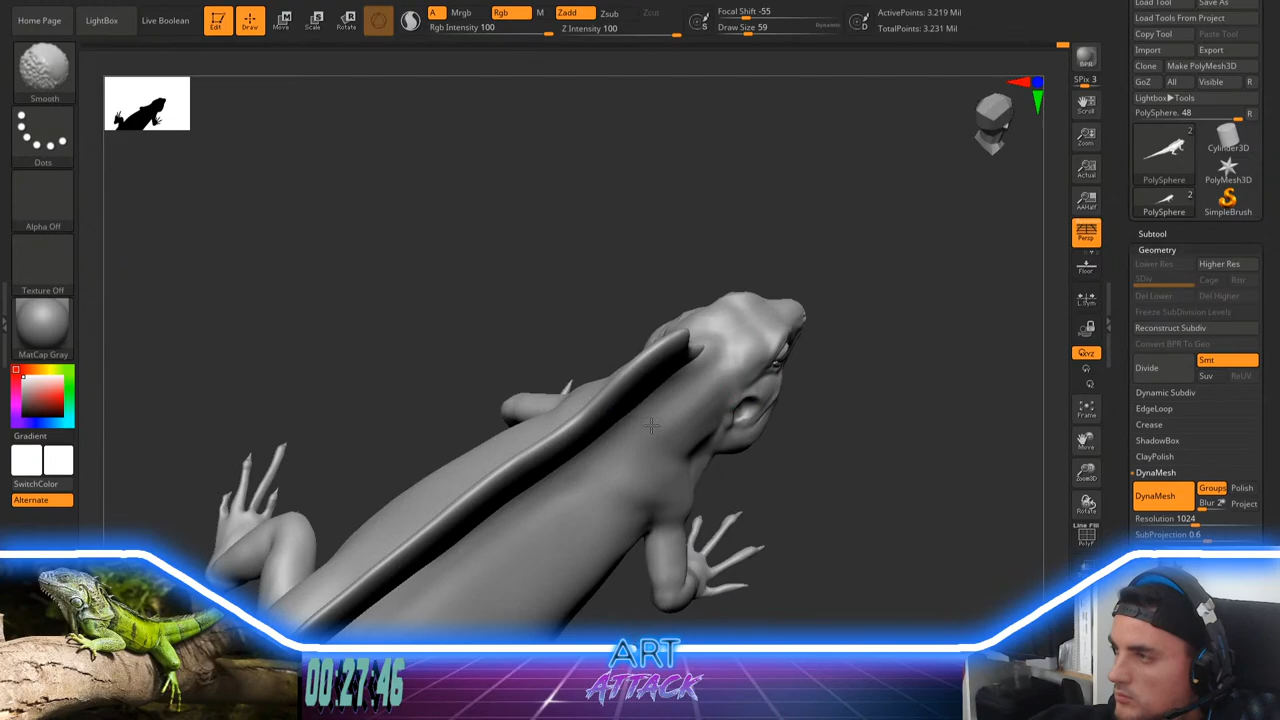 Home Page
LightBox
Live Boolean
Edit
Draw
Move
Scale
Rotate
A
Mrgb
Rgb
M
Rgb Intensity 100
Zadd
Zsub
Zcut
Z Intensity 100
S
Focal Shift -55
Draw Size 59
Dynamic
D
ActivePoints: 3.219 Mil
TotalPoints: 3.231 Mil
Smooth
Dots
Alpha Off
Texture Off
MatCap Gray
Gradient
SwitchColor
Alternate
BPR
SPix 3
Scroll
Zoom
Actual
AAHalf
Persp
Floor
L.Sym
Frame
Move
Zoom3D
Rotate
Line Fill
PolyF
Load Tool
Save As
Load Tools From Project
Copy Tool
Paste Tool
Import
Export
Clone
Make PolyMesh3D
GoZ
All
Visible
R
Lightbox▶Tools
PolySphere. 48
R
2
PolySphere
Cylinder3D
PolyMesh3D
2
PolySphere
SimpleBrush
Subtool
Geometry
Lower Res
Higher Res
SDiv
Cage
Rstr
Del Lower
Del Higher
Freeze SubDivision Levels
Reconstruct Subdiv
Convert BPR To Geo
Divide
Smt
Suv
ReUV
Dynamic Subdiv
EdgeLoop
Crease
ShadowBox
ClayPolish
DynaMesh
DynaMesh
Groups
Polish
Blur 2
Project
Resolution 1024
SubProjection 0.6
00:27:46
ART
ATTACK